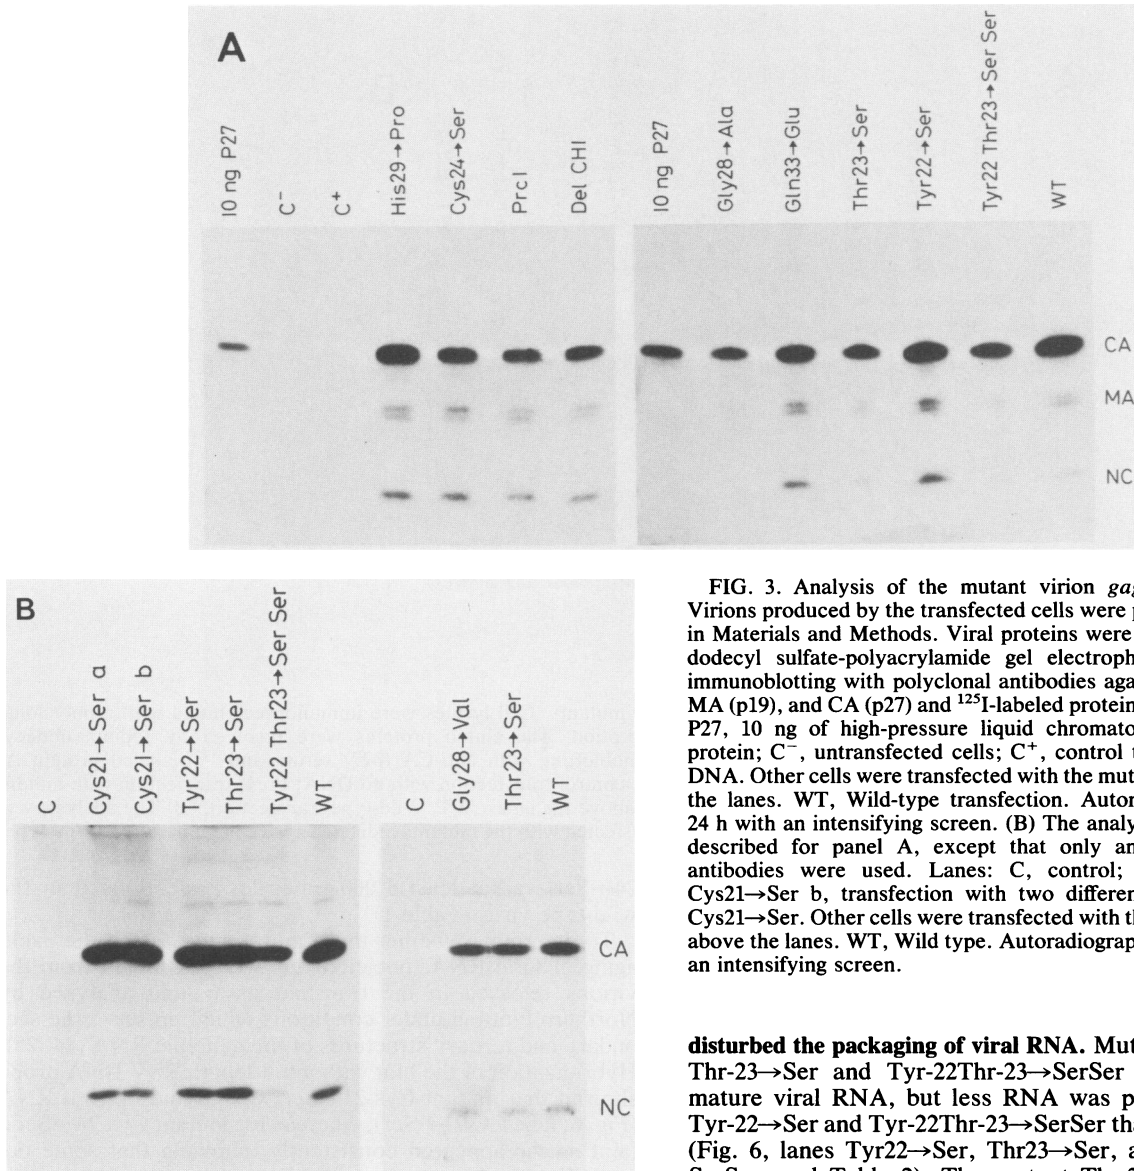 A
10 ng P27
C⁻
C⁺
His29→Pro
Cys24→Ser
PrcI
Del CHI
10 ng P27
Gly28→Ala
Gln33→Glu
Thr23→Ser
Tyr22→Ser
Tyr22 Thr23→Ser Ser
WT
CA
MA
NC
B
C
Cys21→Ser a
Cys21→Ser b
Tyr22→Ser
Thr23→Ser
Tyr22 Thr23→Ser Ser
WT
C
Gly28→Val
Thr23→Ser
WT
CA
NC
FIG. 3. Analysis of the mutant virion gag
Virions produced by the transfected cells were p
in Materials and Methods. Viral proteins were
dodecyl sulfate-polyacrylamide gel electroph
immunoblotting with polyclonal antibodies aga
MA (p19), and CA (p27) and ¹²⁵I-labeled protein
P27, 10 ng of high-pressure liquid chromato
protein; C⁻, untransfected cells; C⁺, control t
DNA. Other cells were transfected with the mut
the lanes. WT, Wild-type transfection. Autor
24 h with an intensifying screen. (B) The analy
described for panel A, except that only an
antibodies were used. Lanes: C, control;
Cys21→Ser b, transfection with two differen
Cys21→Ser. Other cells were transfected with th
above the lanes. WT, Wild type. Autoradiograp
an intensifying screen.
disturbed the packaging of viral RNA. Mut
Thr-23→Ser and Tyr-22Thr-23→SerSer
mature viral RNA, but less RNA was p
Tyr-22→Ser and Tyr-22Thr-23→SerSer tha
(Fig. 6, lanes Tyr22→Ser, Thr23→Ser, a